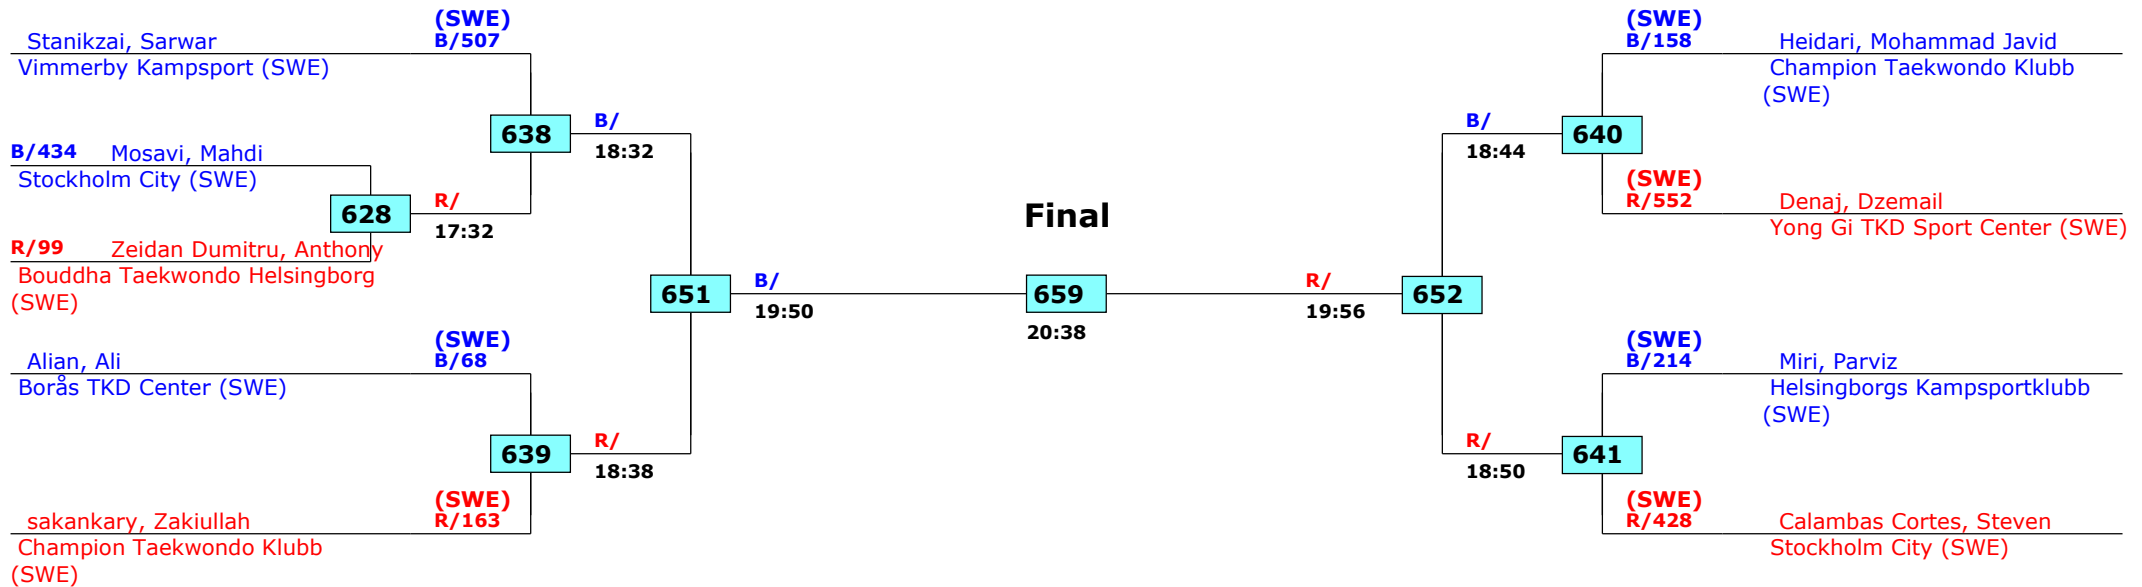 (SWE)
Stanikzai, Sarwar B/507
Vimmerby Kampsport (SWE)
638
B/
18:32
B/434 Mosavi, Mahdi
Stockholm City (SWE)
628
R/
17:32
R/99 Zeidan Dumitru, Anthony
Bouddha Taekwondo Helsingborg
(SWE)
651
B/
19:50
(SWE)
Alian, Ali B/68
Borås TKD Center (SWE)
639
R/
18:38
(SWE)
sakankary, Zakiullah R/163
Champion Taekwondo Klubb
(SWE)
Final
659
20:38
(SWE)
B/158 Heidari, Mohammad Javid
Champion Taekwondo Klubb
(SWE)
B/
18:44
640
(SWE)
R/552 Denaj, Dzemail
Yong Gi TKD Sport Center (SWE)
R/
19:56
652
(SWE)
B/214 Miri, Parviz
Helsingborgs Kampsportklubb
(SWE)
R/
18:50
641
(SWE)
R/428 Calambas Cortes, Steven
Stockholm City (SWE)